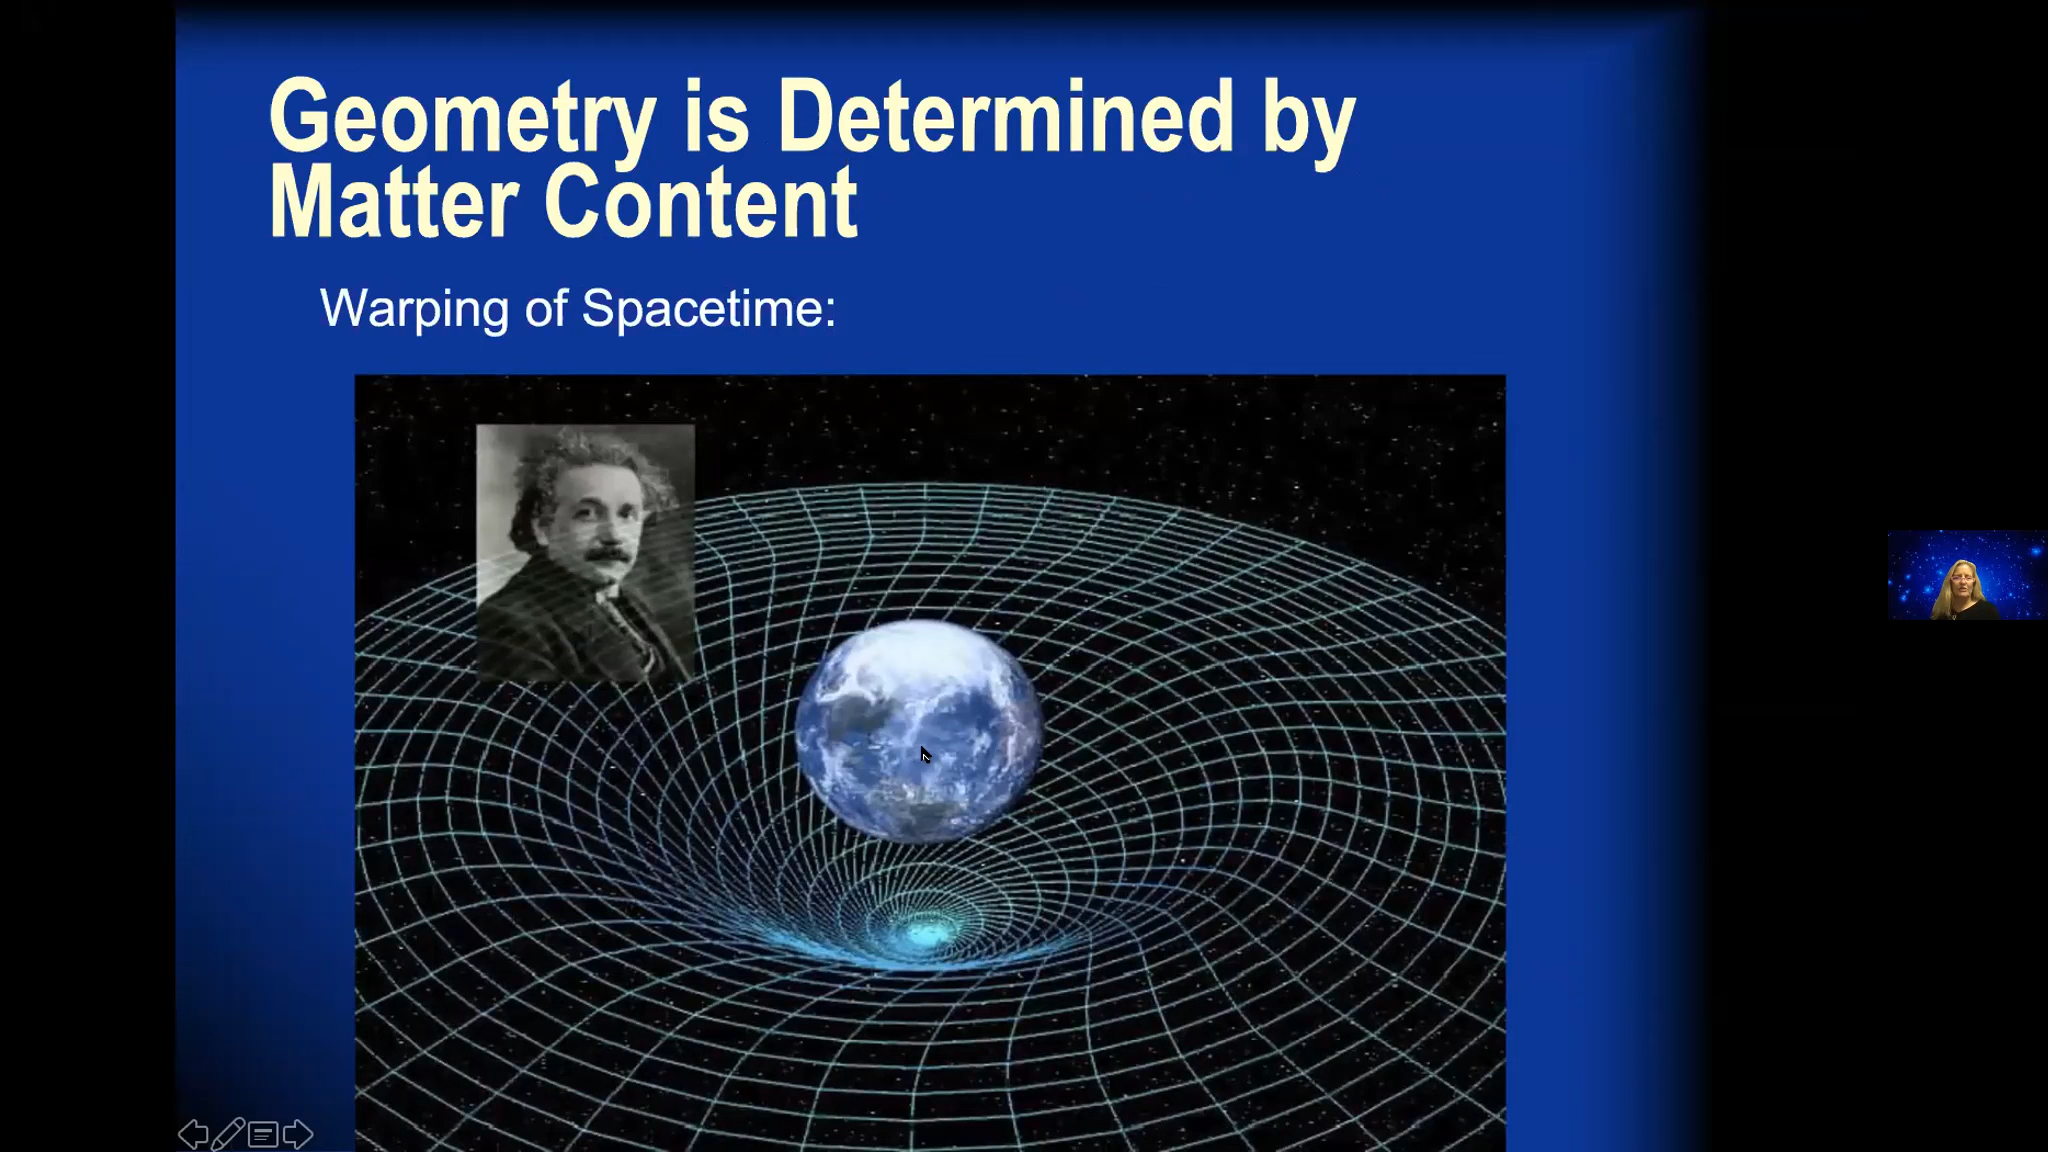 Geometry is Determined by
Matter Content
Warping of Spacetime: